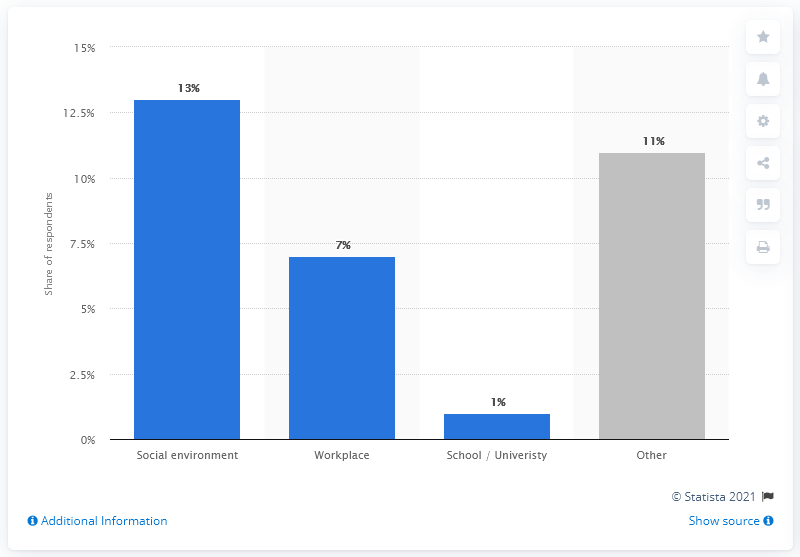 15%
13%
12.5%
11%
10%
7%
7.5%
5%
2.5%
1%
0%
Share of respondents
Social environment
Workplace
School / Univeristy
Other
© Statista 2021
Additional Information
Show source